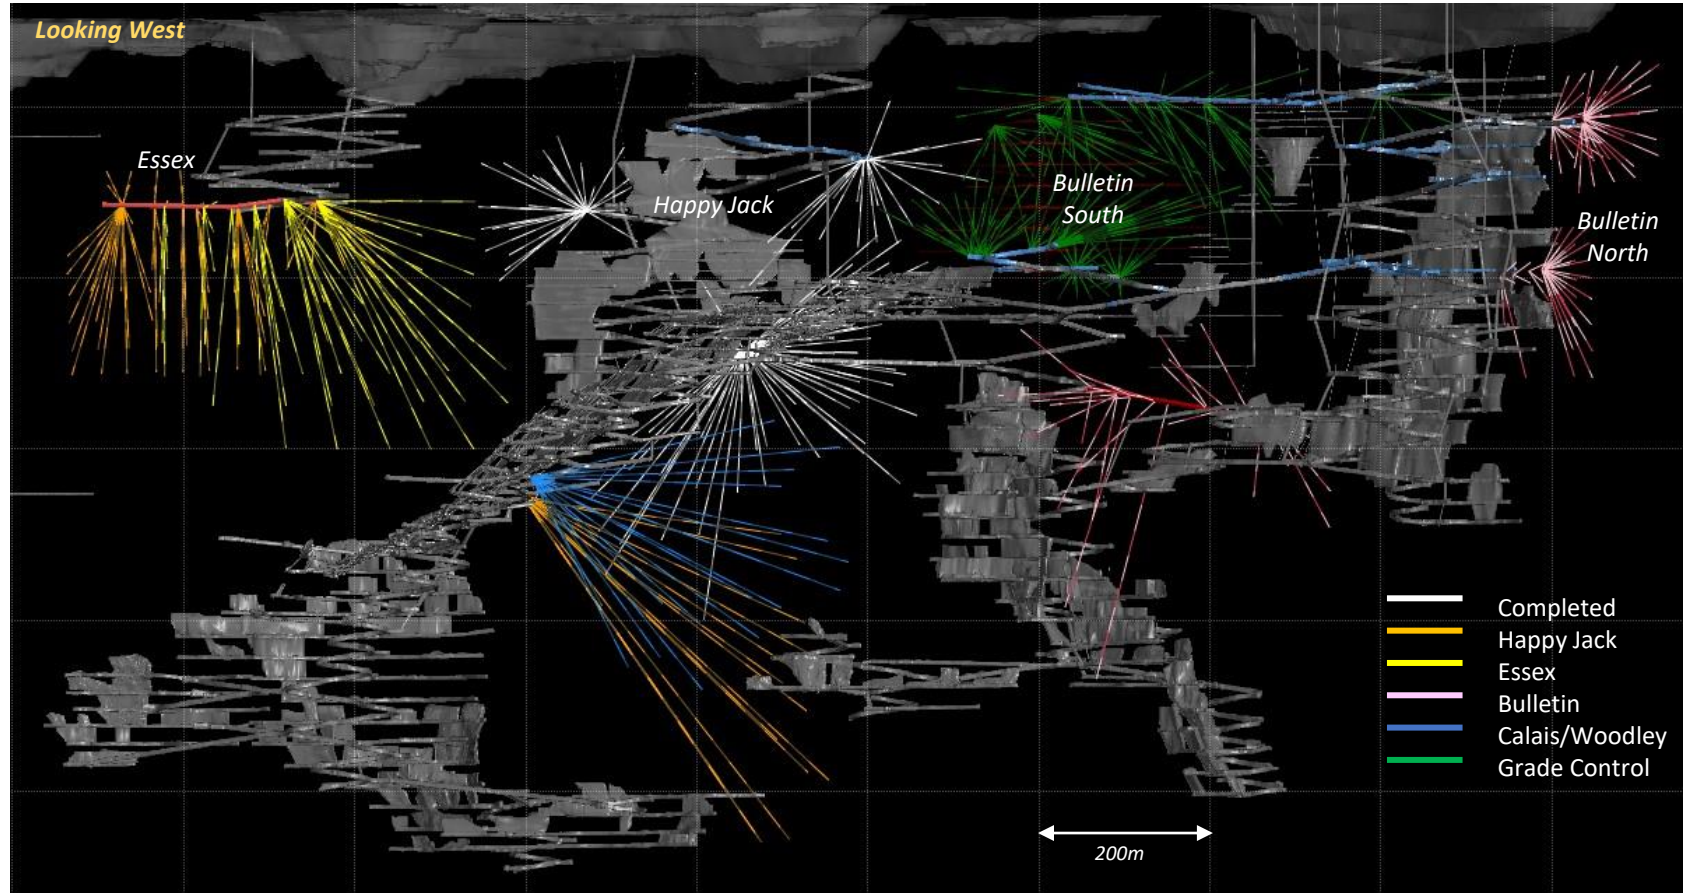 Looking West
Essex
Happy Jack
Bulletin
South
Bulletin
North
Completed
Happy Jack
Essex
Bulletin
Calais/Woodley
Grade Control
200m